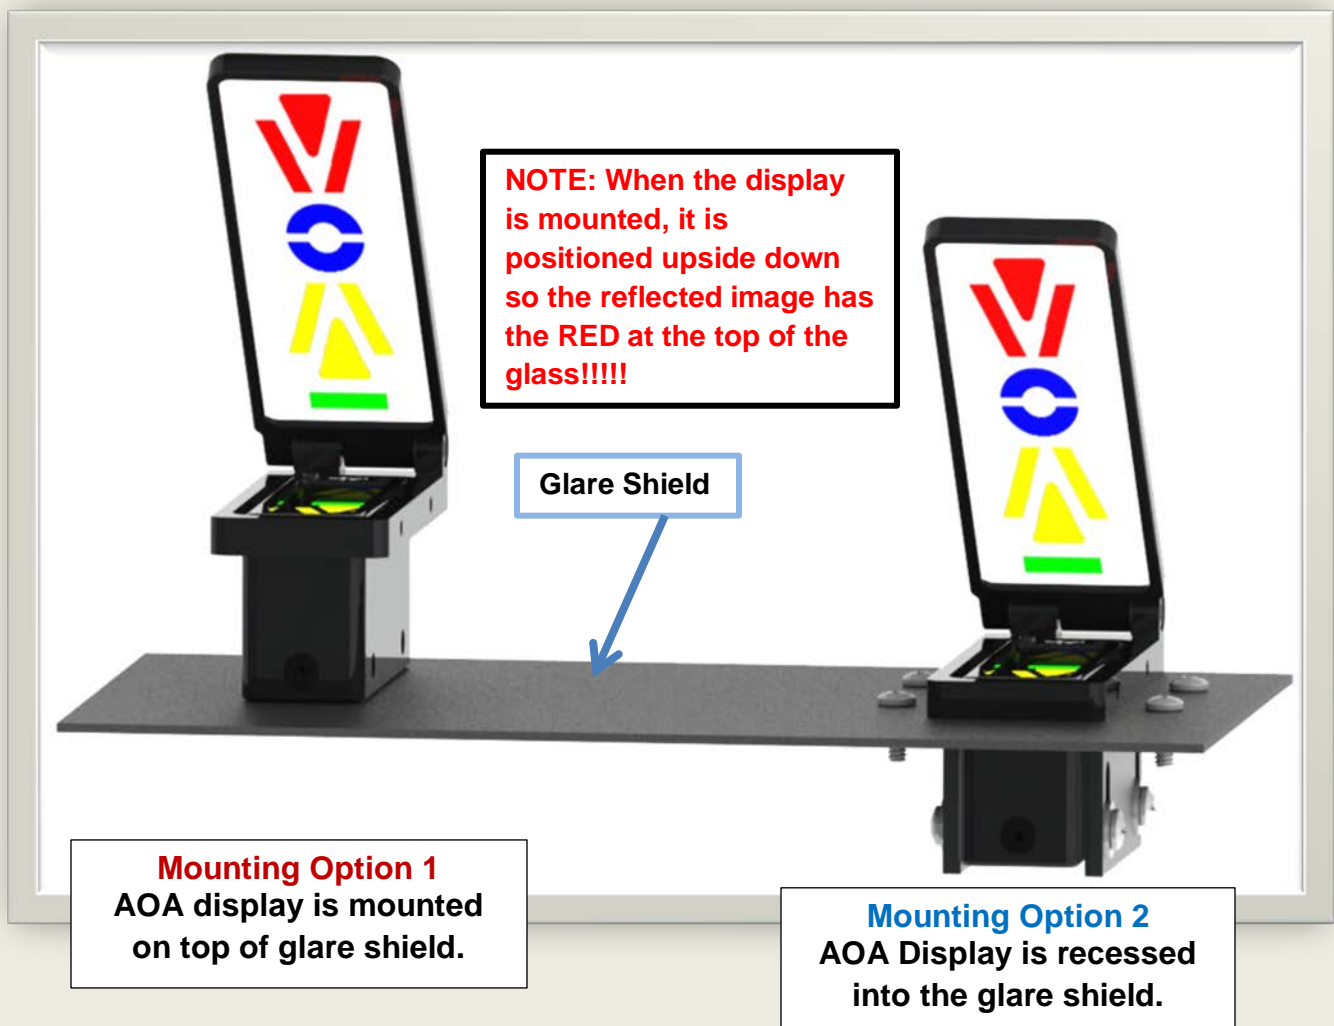 NOTE: When the display
is mounted, it is
positioned upside down
so the reflected image has
the RED at the top of the
glass!!!!!
Glare Shield
Mounting Option 1
AOA display is mounted
on top of glare shield.
Mounting Option 2
AOA Display is recessed
into the glare shield.